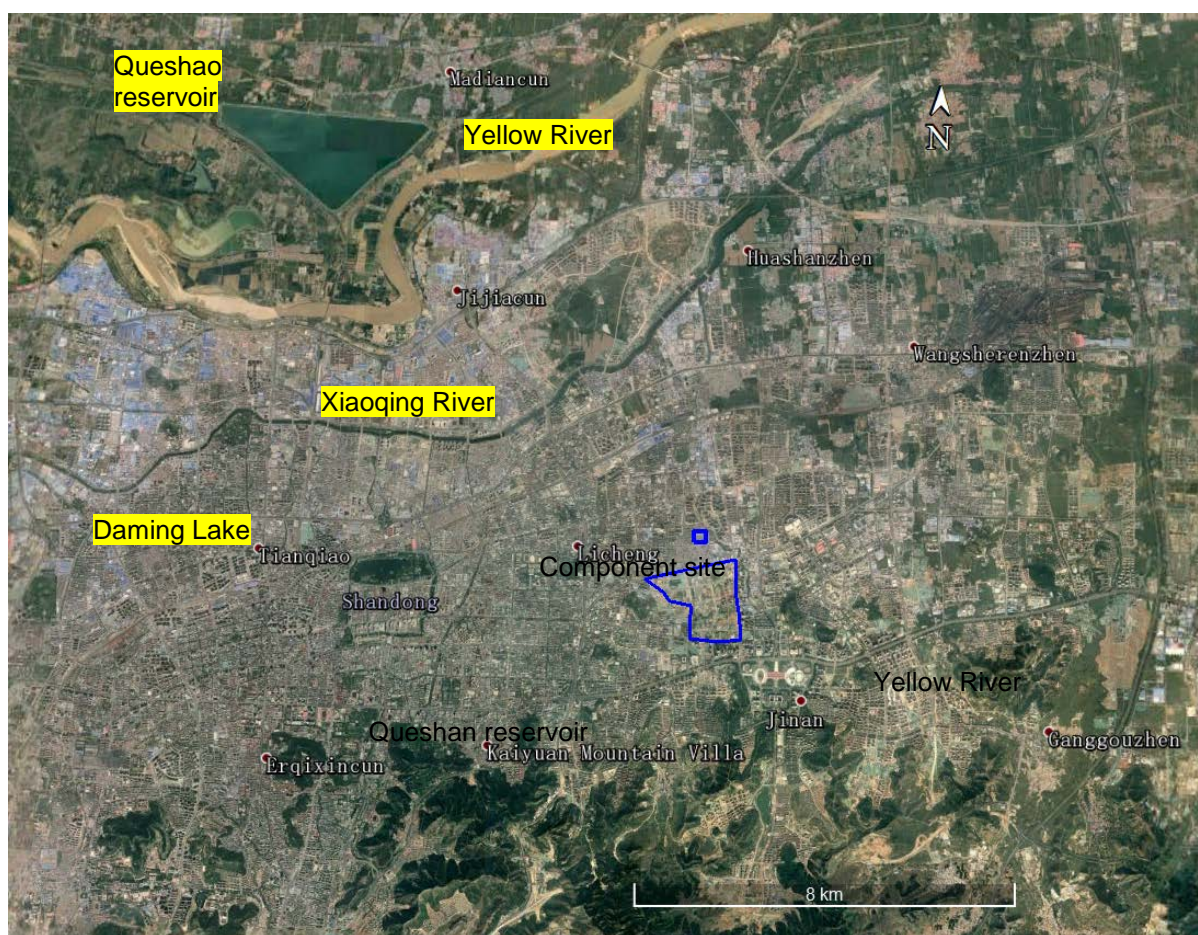 Queshao
reservoir
Madiancun
Yellow River
N
Huashanzhen
Jijiacun
Wangsherenzhen
Xiaoqing River
Daming Lake
Tianqiao
Licheng
Component site
Shandong
Yellow River
Jinan
Queshan reservoir
Kaiyuan Mountain Villa
Ganggouzhen
Erqixincun
8 km